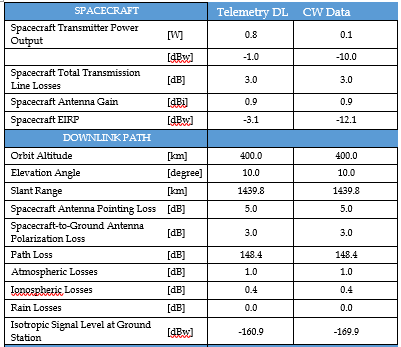 SPACECRAFT Telemetry DL CW Data
Spacecraft Transmitter Power
Output [W] 0.8 0.1
[dBw] -1.0 -10.0
Spacecraft Total Transmission
Line Losses [dB] 3.0 3.0
Spacecraft Antenna Gain [dBi] 0.9 0.9
Spacecraft EIRP [dBw] -3.1 -12.1
DOWNLINK PATH
Orbit Altitude [km] 400.0 400.0
Elevation Angle [degree] 10.0 10.0
Slant Range [km] 1439.8 1439.8
Spacecraft Antenna Pointing Loss [dB] 5.0 5.0
Spacecraft-to-Ground Antenna
Polarization Loss [dB] 3.0 3.0
Path Loss [dB] 148.4 148.4
Atmospheric Losses [dB] 1.0 1.0
Ionospheric Losses [dB] 0.4 0.4
Rain Losses [dB] 0.0 0.0
Isotropic Signal Level at Ground
Station [dBw] -160.9 -169.9